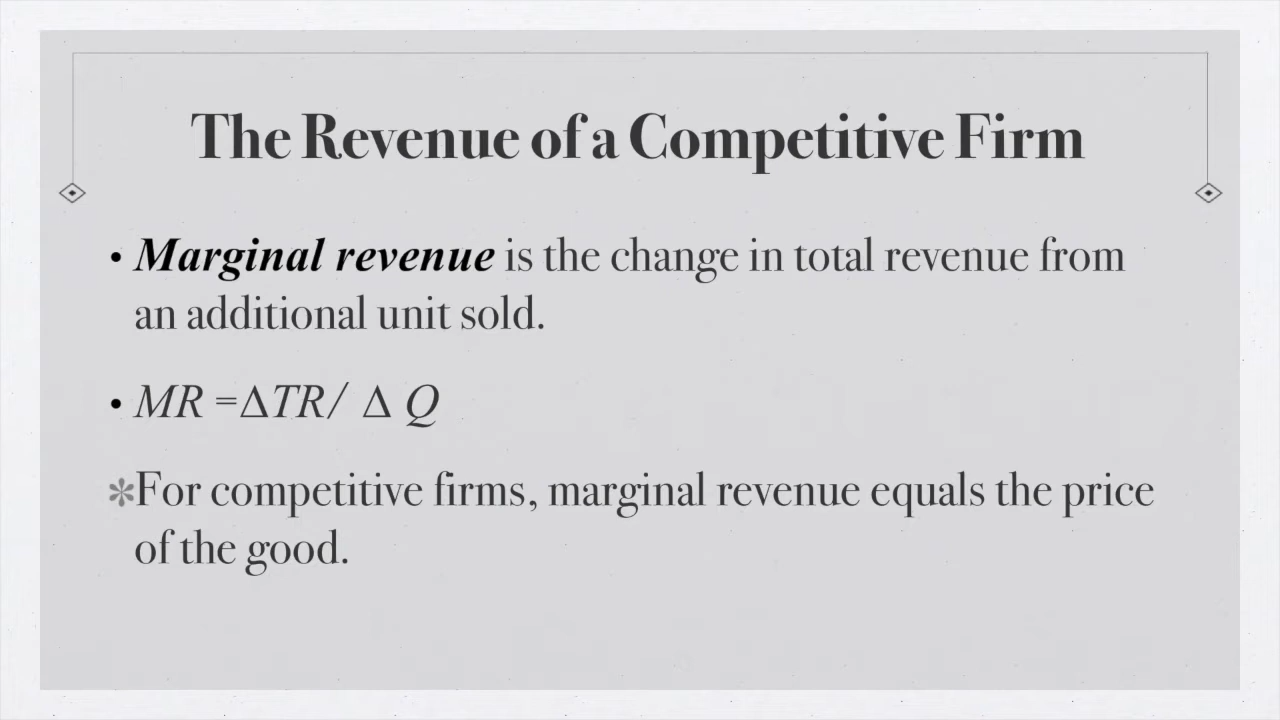 The Revenue of a Competitive Firm
• Marginal revenue is the change in total revenue from
an additional unit sold.
• MR =ΔTR/ Δ Q
✻For competitive firms, marginal revenue equals the price
of the good.